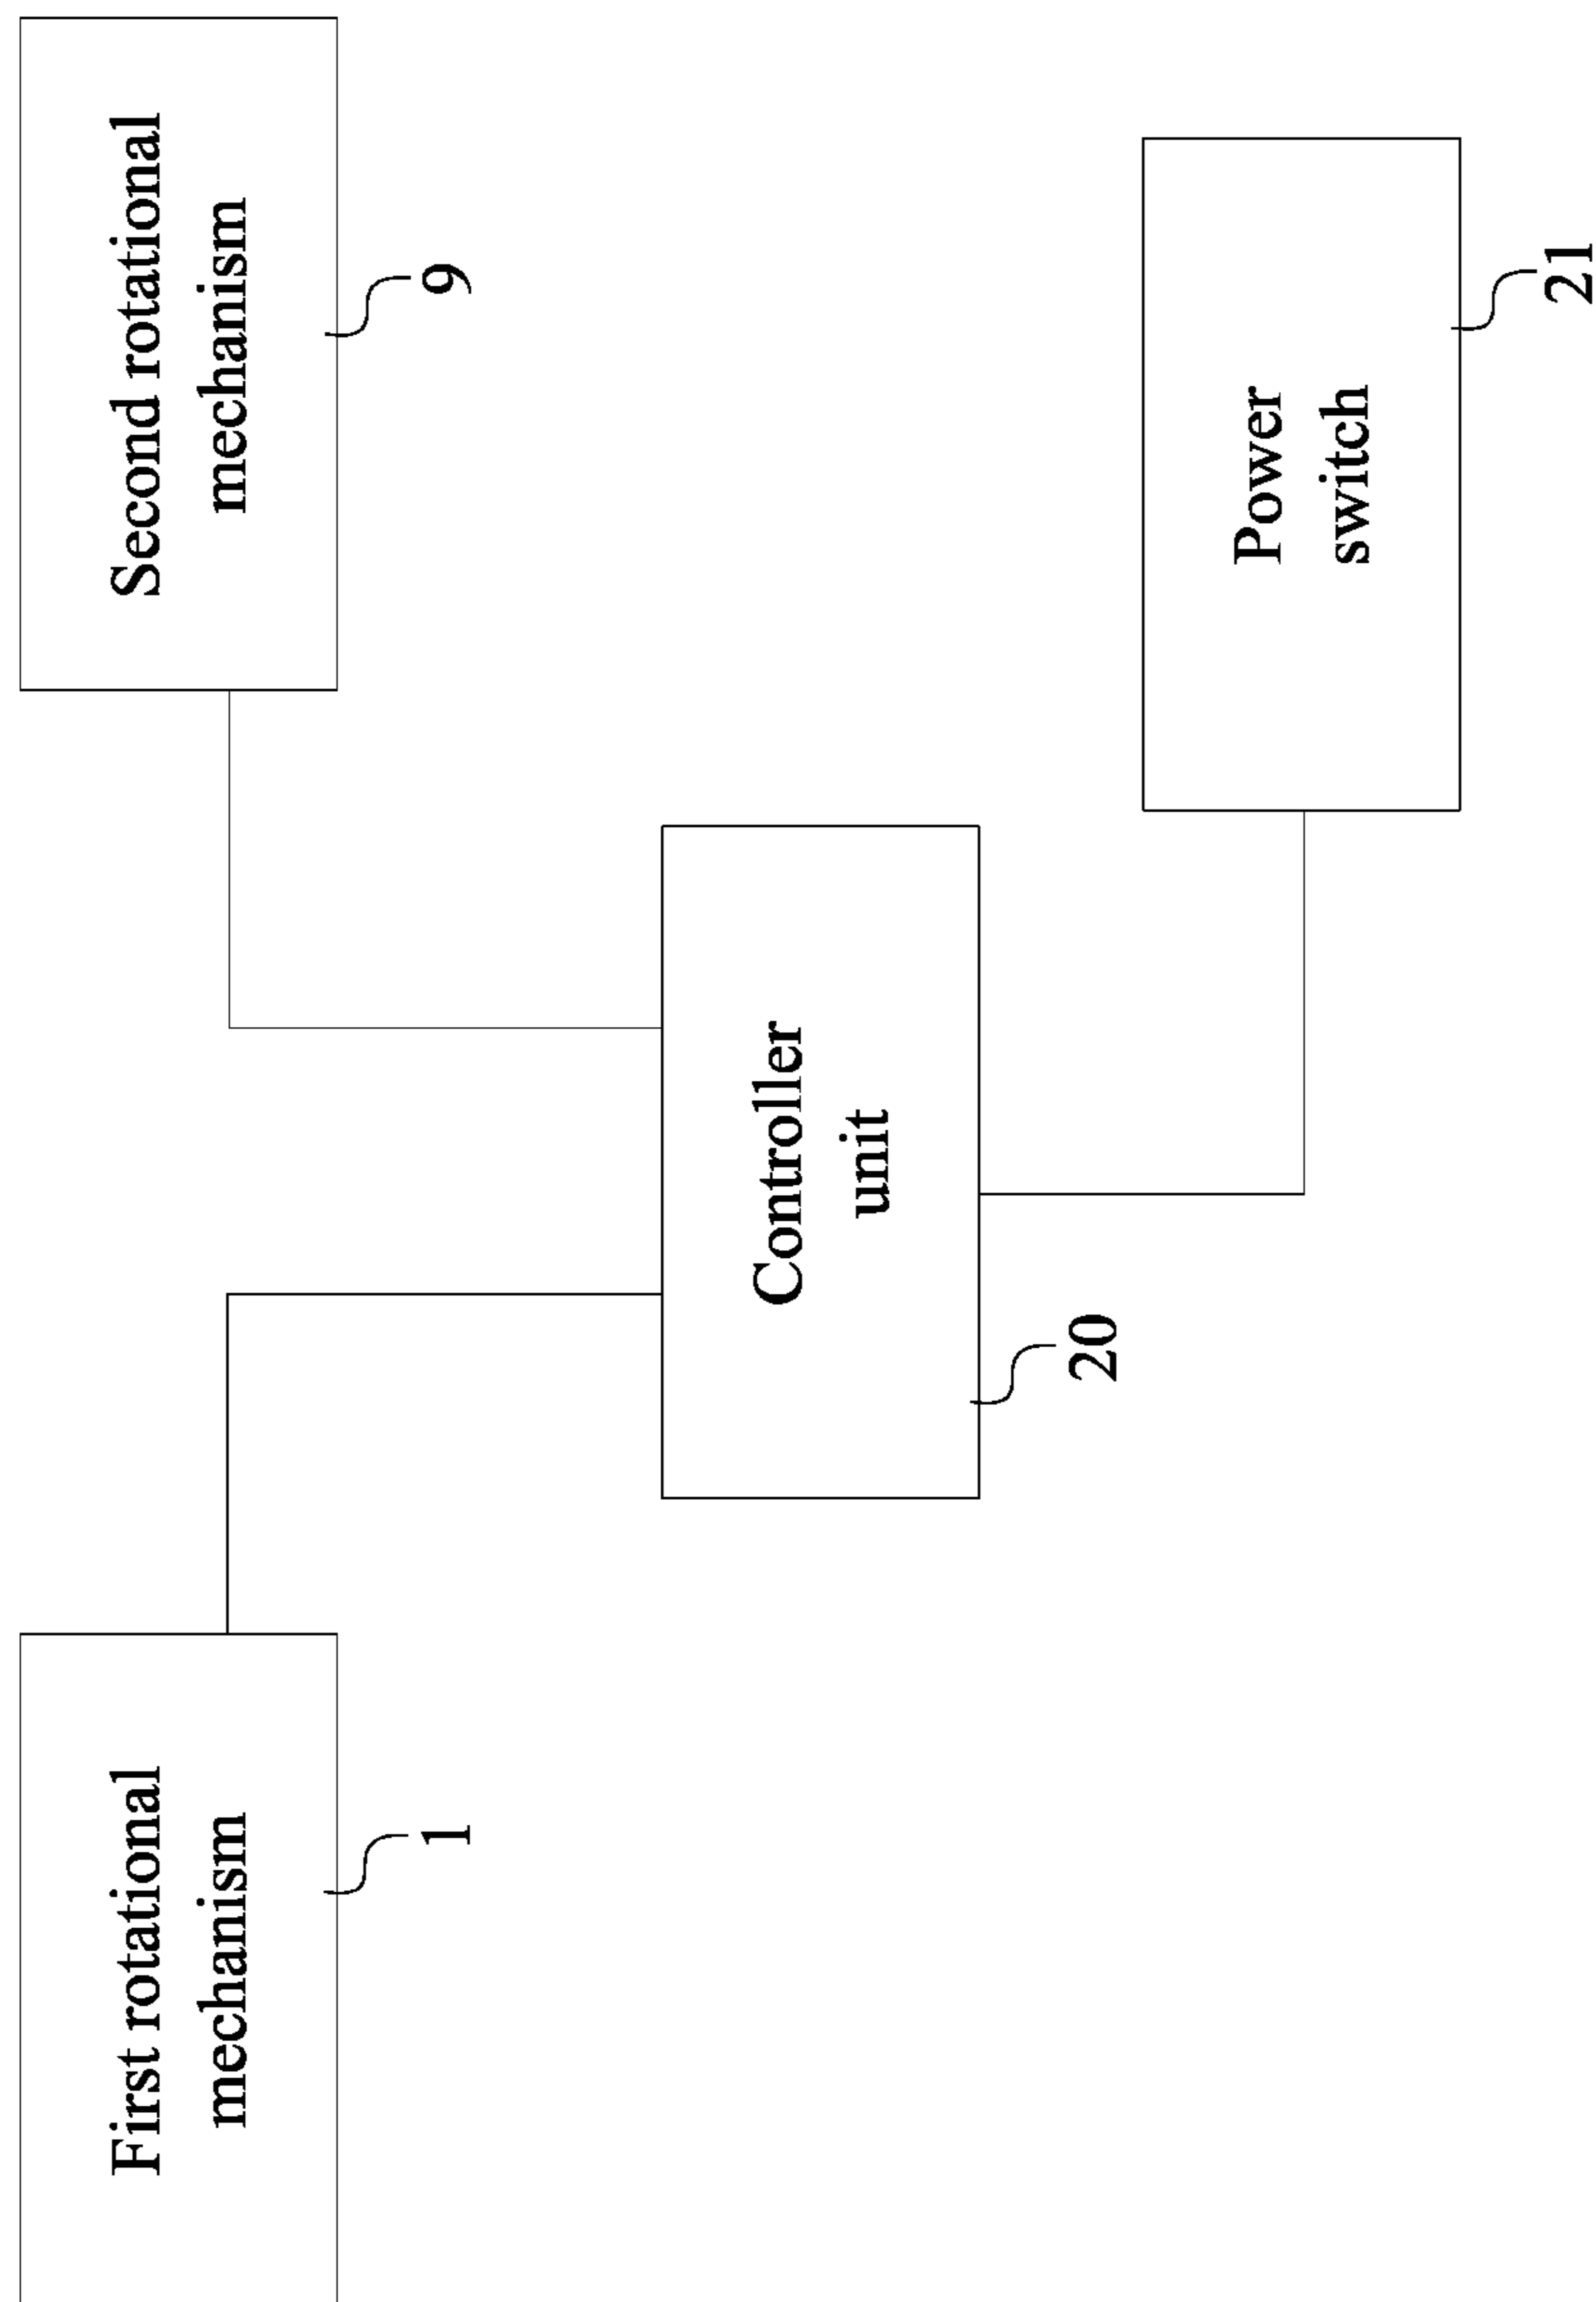 First rotational
mechanism
1
Second rotational
mechanism
9
Controller
unit
20
Power
switch
21